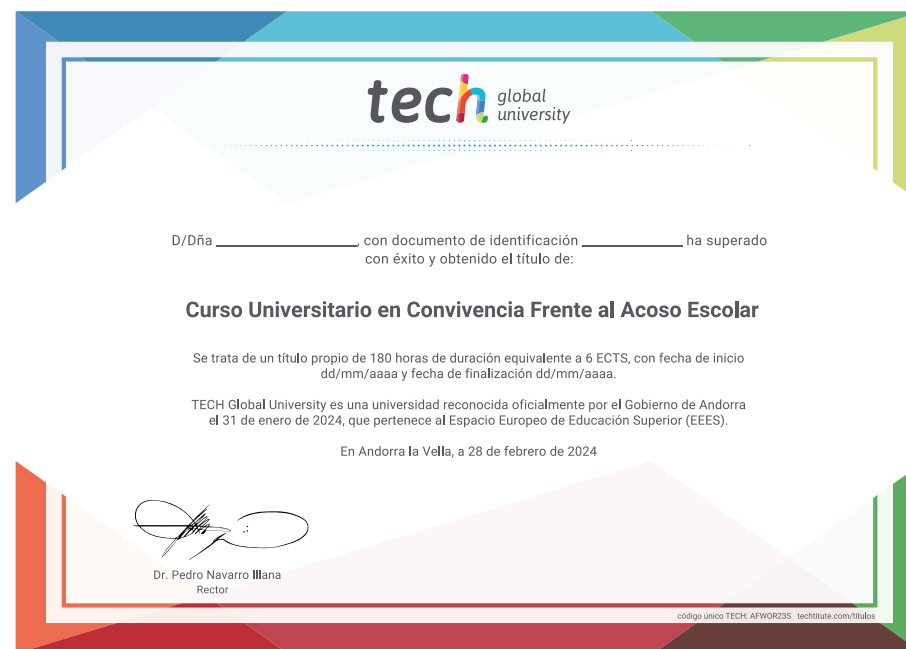 tech global university
D/Dña ____________, con documento de identificación ____________ ha superado
con éxito y obtenido el título de:
Curso Universitario en Convivencia Frente al Acoso Escolar
Se trata de un título propio de 180 horas de duración equivalente a 6 ECTS, con fecha de inicio
dd/mm/aaaa y fecha de finalización dd/mm/aaaa.
TECH Global University es una universidad reconocida oficialmente por el Gobierno de Andorra
el 31 de enero de 2024, que pertenece al Espacio Europeo de Educación Superior (EEES).
En Andorra la Vella, a 28 de febrero de 2024
Dr. Pedro Navarro Illana
Rector
código único TECH: AFWOR23S techtitute.com/titulos